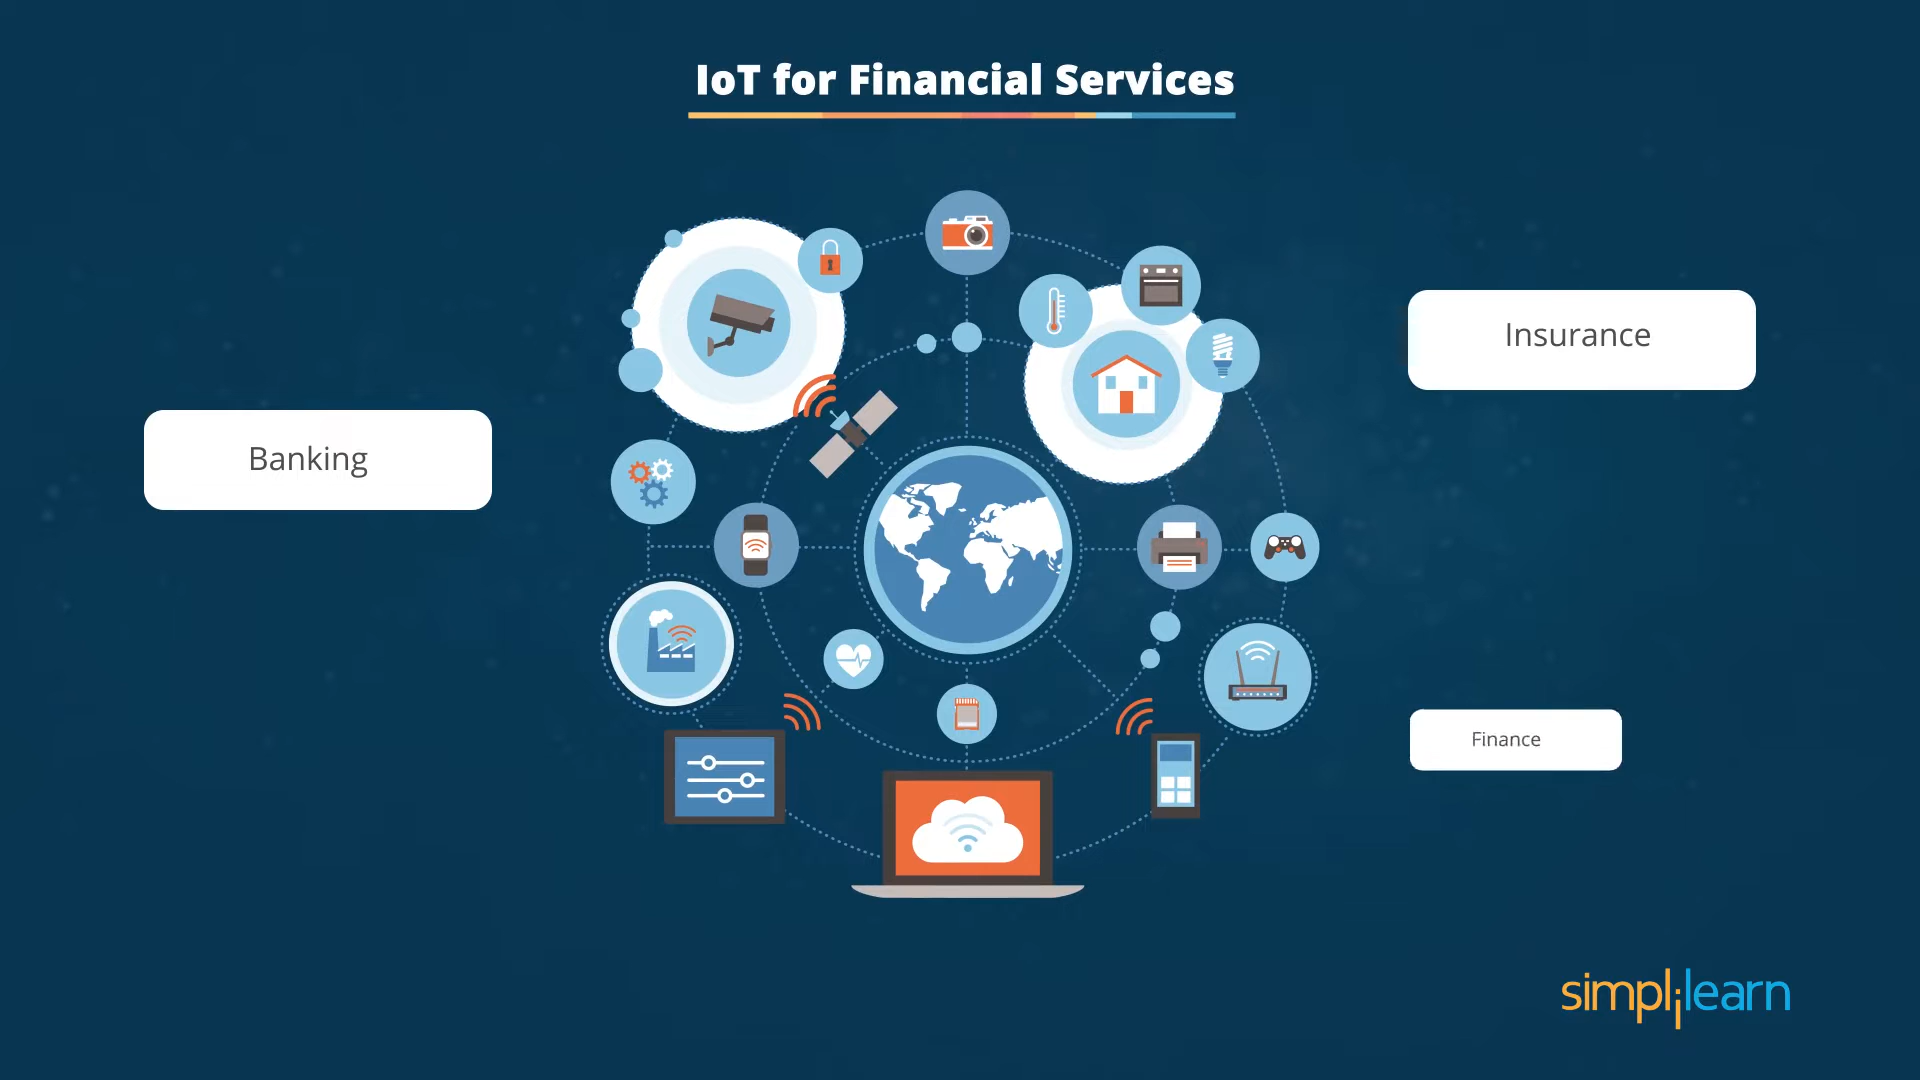 IoT for Financial Services
Insurance
Banking
Finance
simplilearn